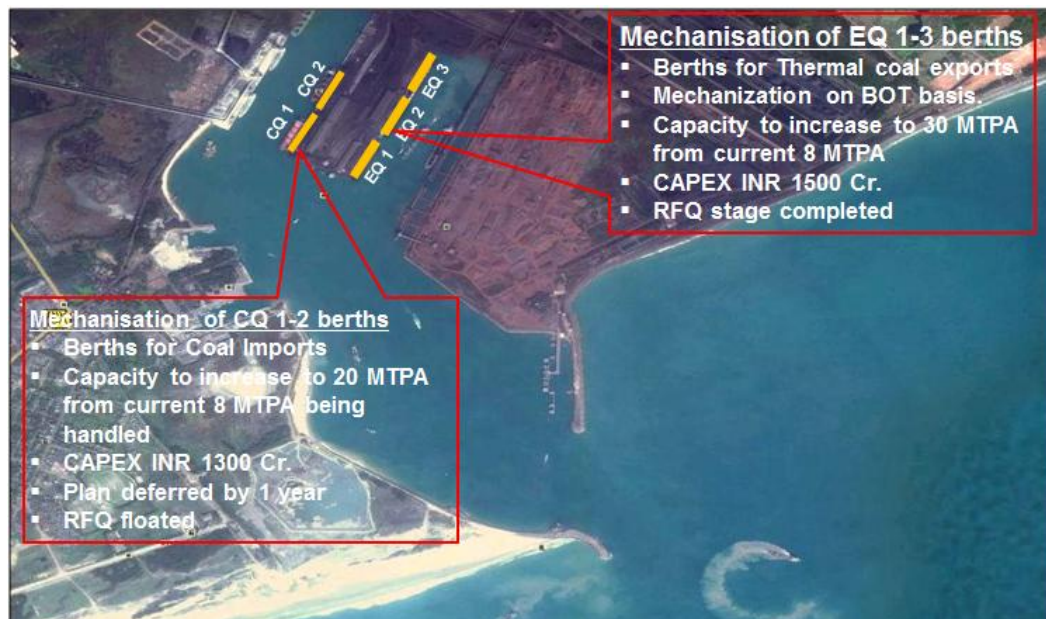 Mechanisation of EQ 1-3 berths
▪ Berths for Thermal coal exports
▪ Mechanization on BOT basis.
▪ Capacity to increase to 30 MTPA
from current 8 MTPA
▪ CAPEX INR 1500 Cr.
▪ RFQ stage completed
CQ 1
CQ 2
EQ 1
EQ 2
EQ 3
Mechanisation of CQ 1-2 berths
▪ Berths for Coal Imports
▪ Capacity to increase to 20 MTPA
from current 8 MTPA being
handled
▪ CAPEX INR 1300 Cr.
▪ Plan deferred by 1 year
▪ RFQ floated